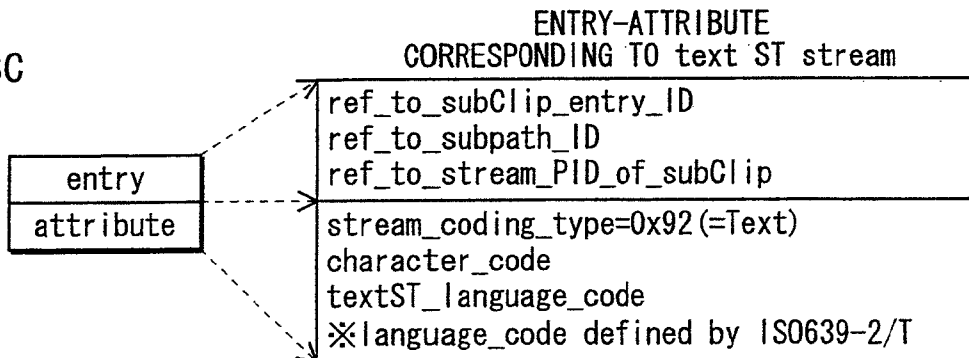 ENTRY-ATTRIBUTE
CORRESPONDING TO text ST stream
ref_to_subClip_entry_ID
ref_to_subpath_ID
ref_to_stream_PID_of_subClip
entry
attribute
stream_coding_type=0x92(=Text)
character_code
textST_language_code
※language_code defined by ISO639-2/T